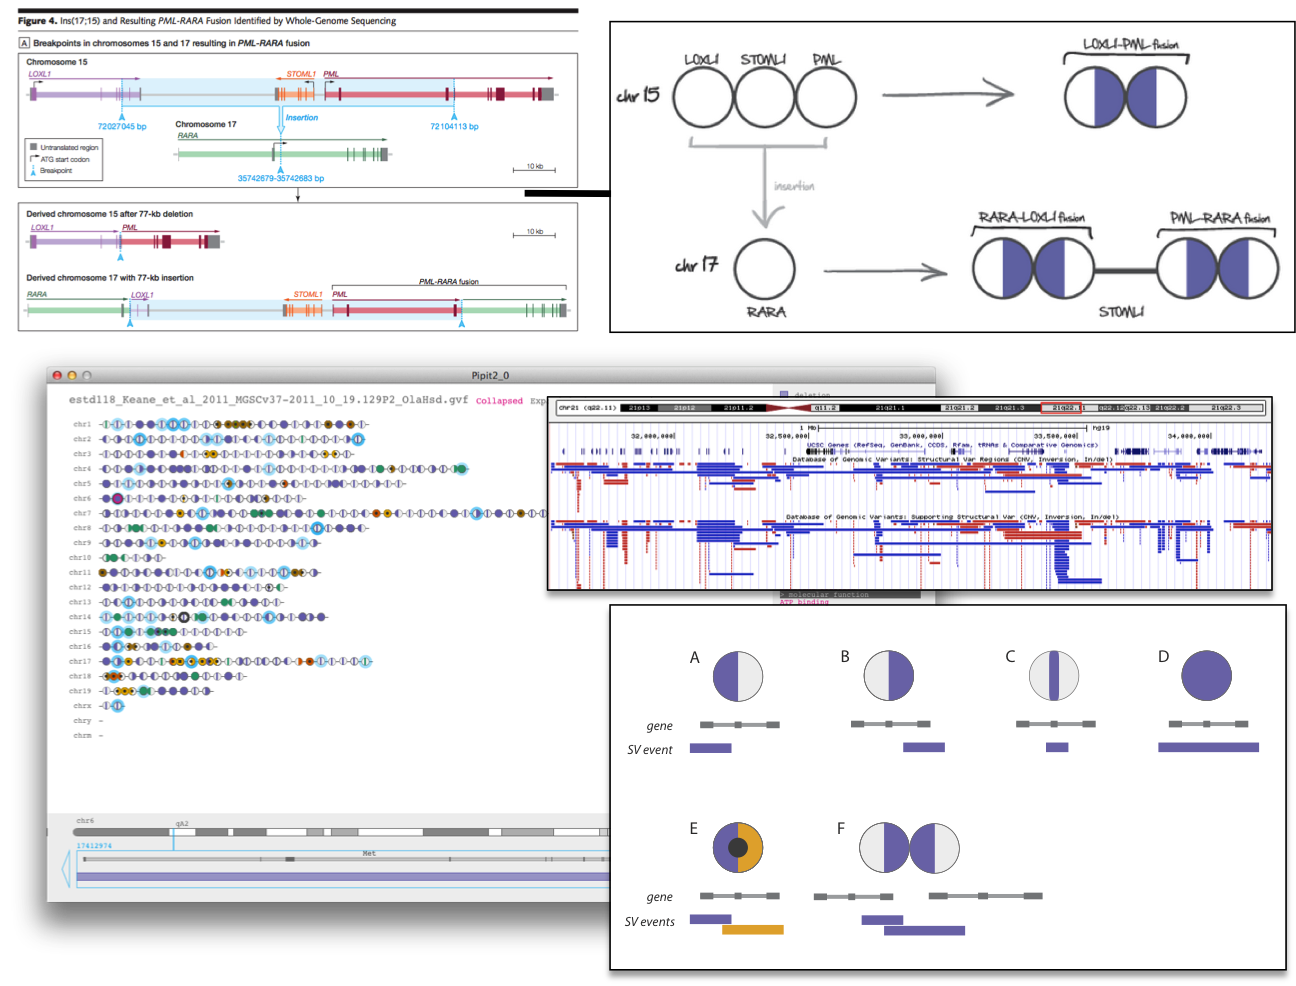 Figure 4. Ins(17;15) and Resulting PML-RARA Fusion Identified by Whole-Genome Sequencing
A Breakpoints in chromosomes 15 and 17 resulting in PML-RARA fusion
Chromosome 15
LOXL1
STOML1
PML
72027045 bp
Insertion
72104113 bp
Chromosome 17
RARA
Untranslated region
ATG start codon
Breakpoint
10 kb
35742679-35742683 bp
Derived chromosome 15 after 77-kb deletion
LOXL1
PML
10 kb
Derived chromosome 17 with 77-kb insertion
PML-RARA fusion
RARA
LOXL1
STOML1
PML
LOXL1
STOML1
PML
LOXL1-PML fusion
chr 15
insertion
RARA-LOXL1 fusion
PML-RARA fusion
chr 17
RARA
STOML1
Pipit2_0
estd118_Keane_et_al_2011_MGSCv37-2011_10_19.129P2_OlaHsd.gvf Collapsed Exp
deletion
chr1
chr2
chr3
chr4
chr5
chr6
chr7
chr8
chr9
chr10
chr11
chr12
chr13
chr14
chr15
chr16
chr17
chr18
chr19
chrx
chry
chrm
molecular function
ATP binding
chr6
qA2
17412974
Met
chr21 (q22.11)
21p13
21p12
21p11.2
q11.2
21q21.1
21q21.2
21q21.3
21q22.11
q22.12
q22.13
21q22.2
21q22.3
1 Mb
hg19
32,000,000
32,500,000
33,000,000
33,500,000
34,000,000
UCSC Genes (RefSeq, GenBank, CCDS, Rfam, tRNAs & Comparative Genomics)
Database of Genomic Variants: Structural Var Regions (CNV, Inversion, In/del)
Database of Genomic Variants: Supporting Structural Var (CNV, Inversion, In/del)
A
B
C
D
gene
SV event
E
F
gene
SV events